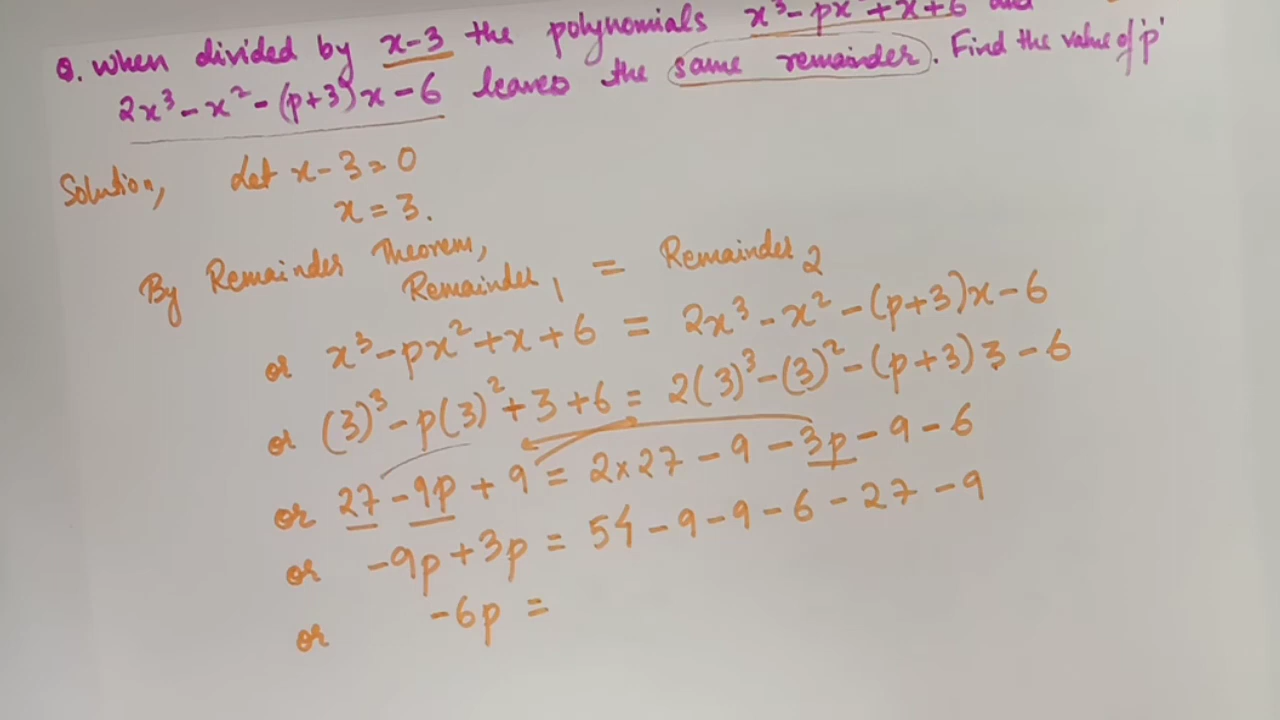 Q. when divided by x-3 the polynomials x³-px²+x+6 and
2x³-x²-(p+3)x-6 leaves the same remainder. Find the value of 'p'
Solution, Let x-3=0
x=3.
By Remainder Theorem,
Remainder₁ = Remainder₂
or x³-px²+x+6 = 2x³-x²-(p+3)x-6
or (3)³-p(3)²+3+6 = 2(3)³-(3)²-(p+3)3-6
or 27-9p+9 = 2×27-9-3p-9-6
or -9p+3p = 54-9-9-6-27-9
or -6p =